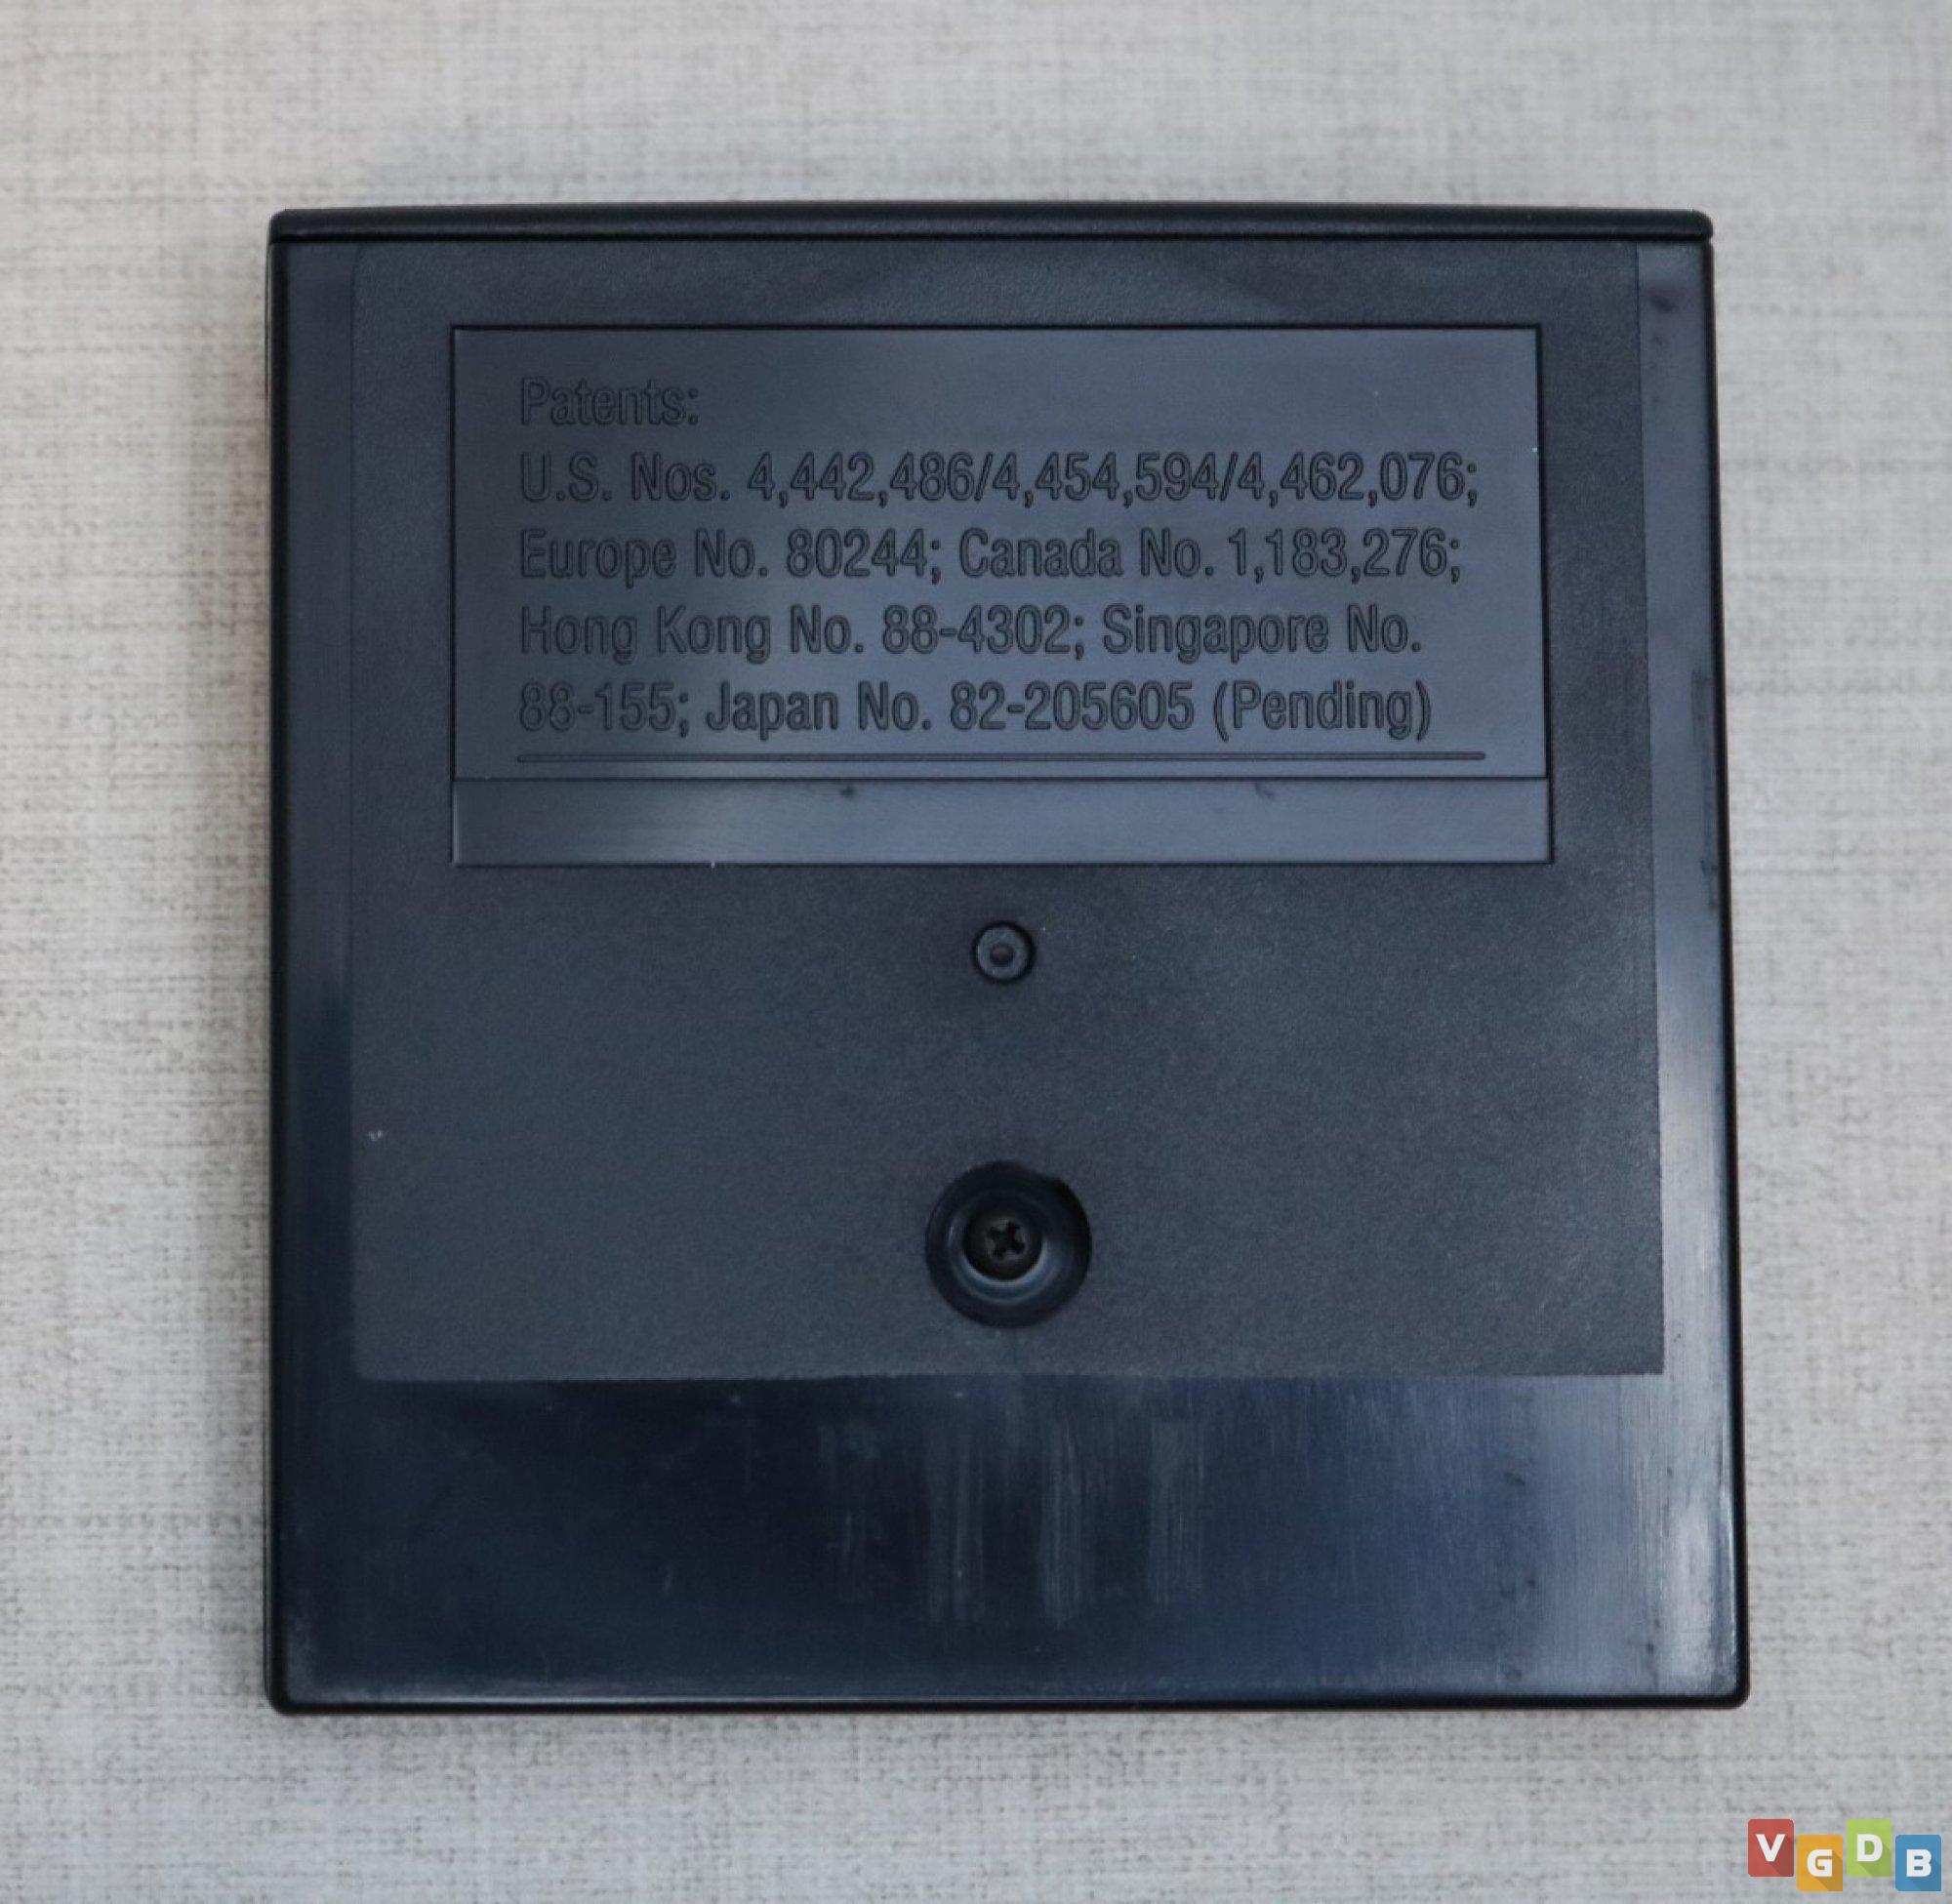 Patents:
U.S. Nos. 4,442,486/4,454,594/4,462,076;
Europe No. 80244; Canada No. 1,183,276;
Hong Kong No. 88-4302; Singapore No.
88-155; Japan No. 82-205605 (Pending)
VGDB